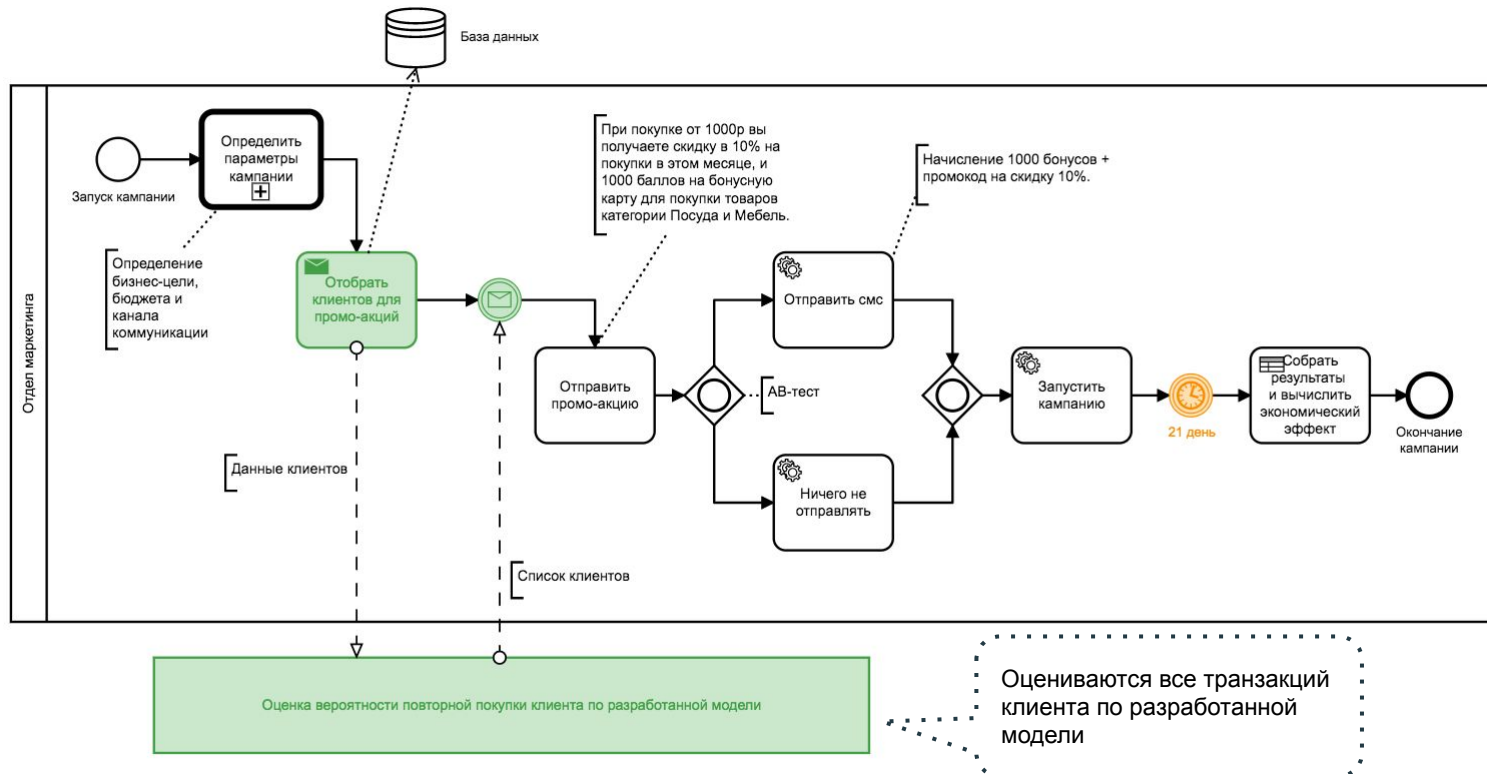 База данных
Отдел маркетинга
Запуск кампании
Определить
параметры
кампании
Определение
бизнес-цели,
бюджета и
канала
коммуникации
Отобрать
клиентов для
промо-акций
При покупке от 1000р вы
получаете скидку в 10% на
покупки в этом месяце, и
1000 баллов на бонусную
карту для покупки товаров
категории Посуда и Мебель.
Отправить
промо-акцию
АВ-тест
Начисление 1000 бонусов +
промокод на скидку 10%.
Отправить смс
Ничего не
отправлять
Запустить
кампанию
21 день
Собрать
результаты
и вычислить
экономический
эффект
Окончание
кампании
Данные клиентов
Список клиентов
Оценка вероятности повторной покупки клиента по разработанной модели
Оцениваются все транзакций
клиента по разработанной
модели